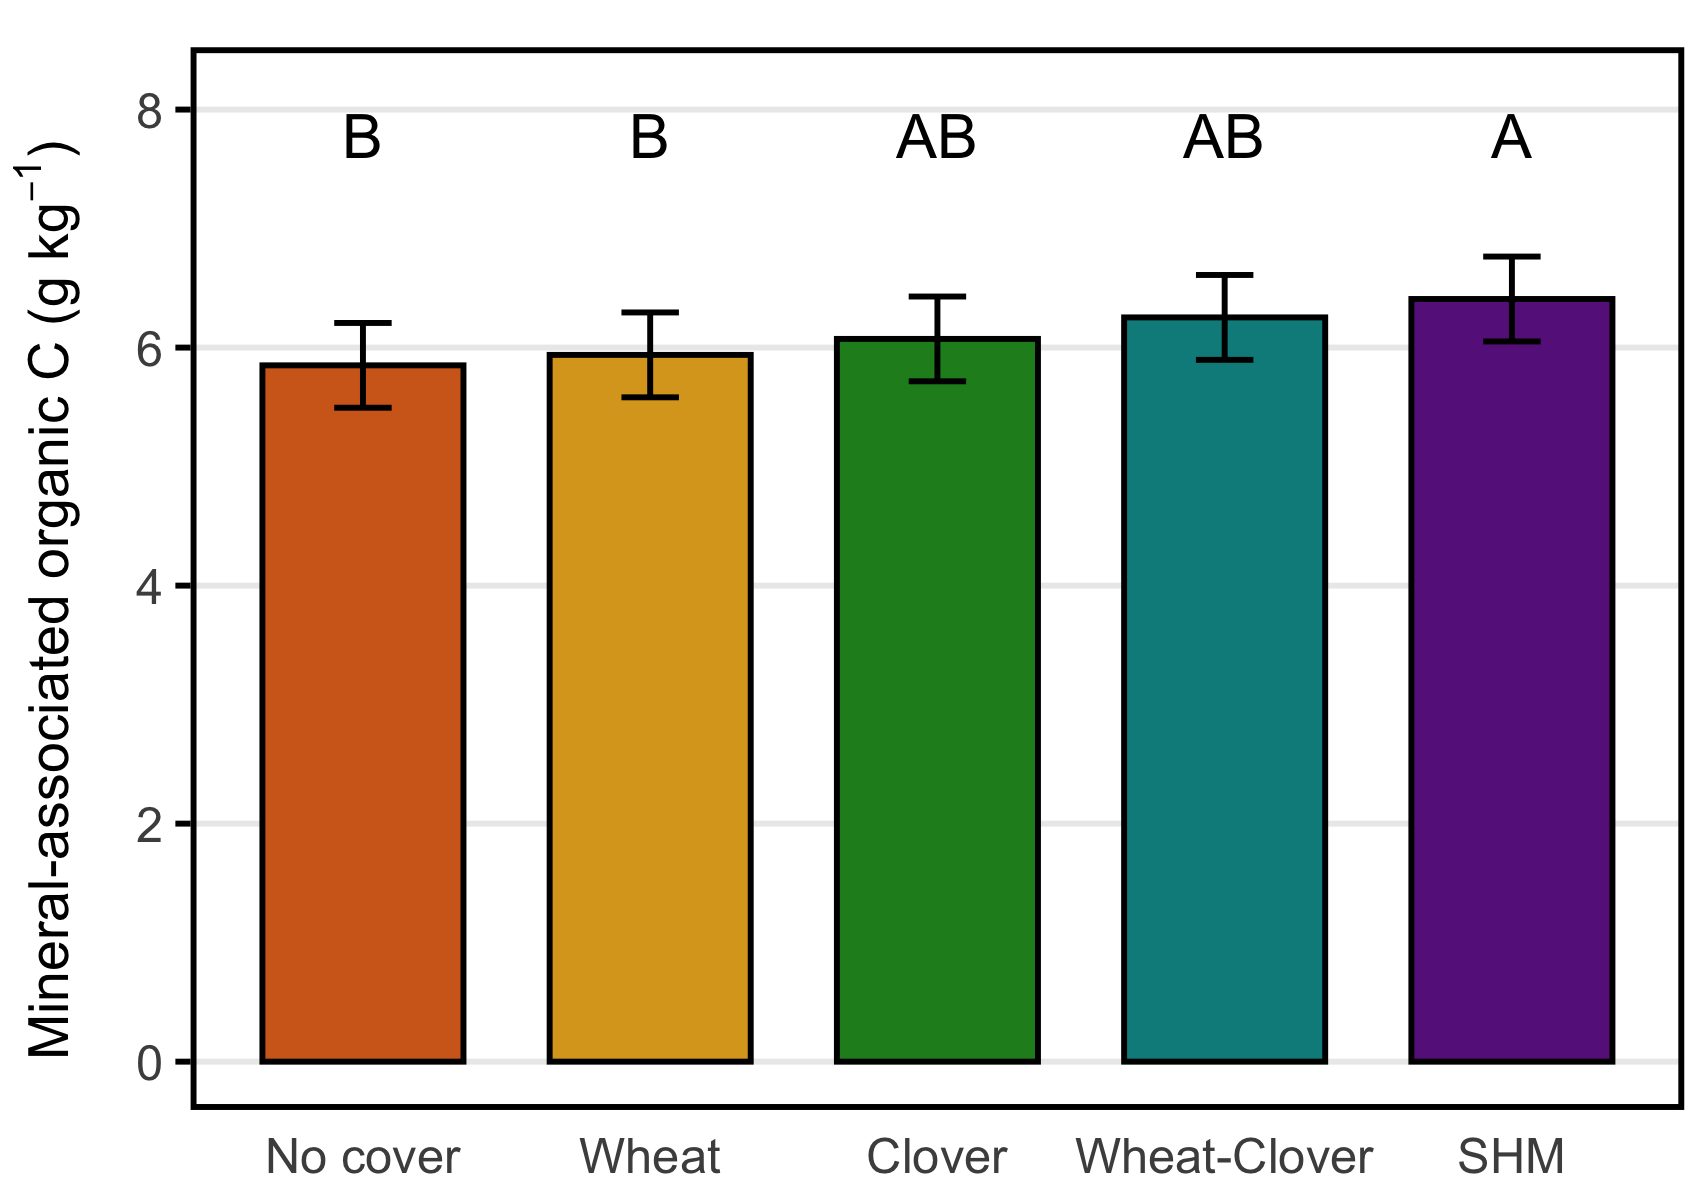 Mineral-associated organic C (g kg⁻¹)
8
6
4
2
0
B B AB AB A
No cover Wheat Clover Wheat-Clover SHM